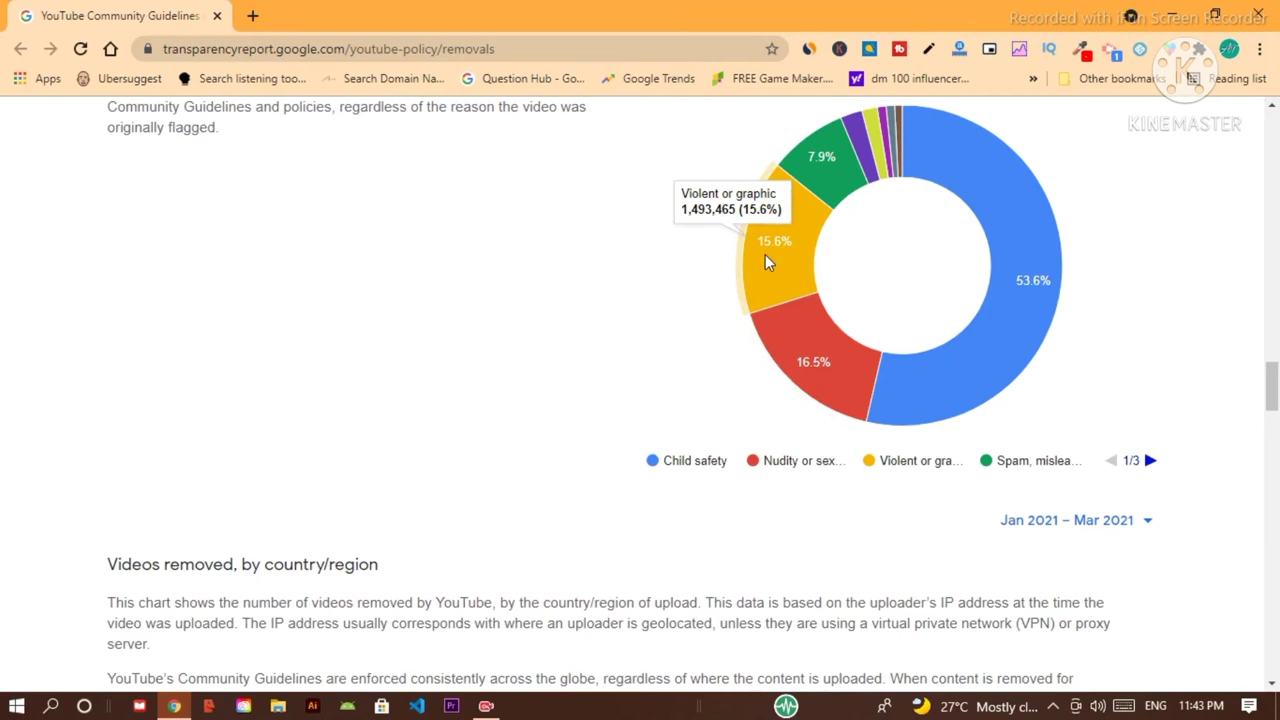 YouTube Community Guidelines
Recorded with iFun Screen Recorder
transparencyreport.google.com/youtube-policy/removals
Apps
Ubersuggest
Search listening too...
Search Domain Na...
Question Hub - Go...
Google Trends
FREE Game Maker....
dm 100 influencer...
»
Other bookmarks
Reading list
KINEMASTER
Community Guidelines and policies, regardless of the reason the video was
originally flagged.
7.9%
Violent or graphic
1,493,465 (15.6%)
15.6%
53.6%
16.5%
Child safety
Nudity or sex...
Violent or gra...
Spam, mislea...
1/3
Jan 2021 – Mar 2021
Videos removed, by country/region
This chart shows the number of videos removed by YouTube, by the country/region of upload. This data is based on the uploader's IP address at the time the
video was uploaded. The IP address usually corresponds with where an uploader is geolocated, unless they are using a virtual private network (VPN) or proxy
server.
YouTube's Community Guidelines are enforced consistently across the globe, regardless of where the content is uploaded. When content is removed for
27°C Mostly cl...
ENG
11:43 PM